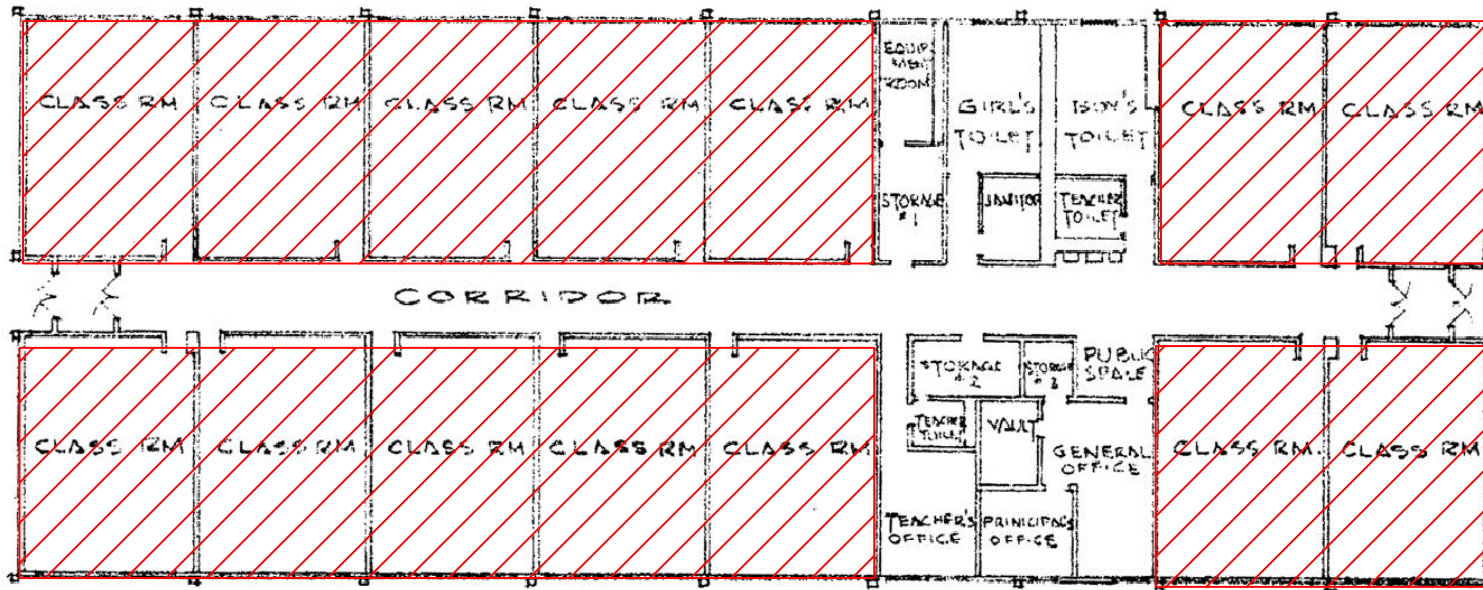 CLASS RM CLASS RM CLASS RM CLASS RM CLASS RM
EQUIP-
MENT
ROOM
GIRL'S
TOILET
BOY'S
TOILET
CLASS RM CLASS RM
STORAGE
#1
JANITOR
TEACHER
TOILET
CORRIDOR
STORAGE
#2
STORAGE
#3
PUBLIC
SPACE
TEACHER
TOILET
VAULT
CLASS RM CLASS RM CLASS RM CLASS RM CLASS RM
GENERAL
OFFICE
CLASS RM. CLASS RM
TEACHER'S
OFFICE
PRINICIPAL'S
OFFICE